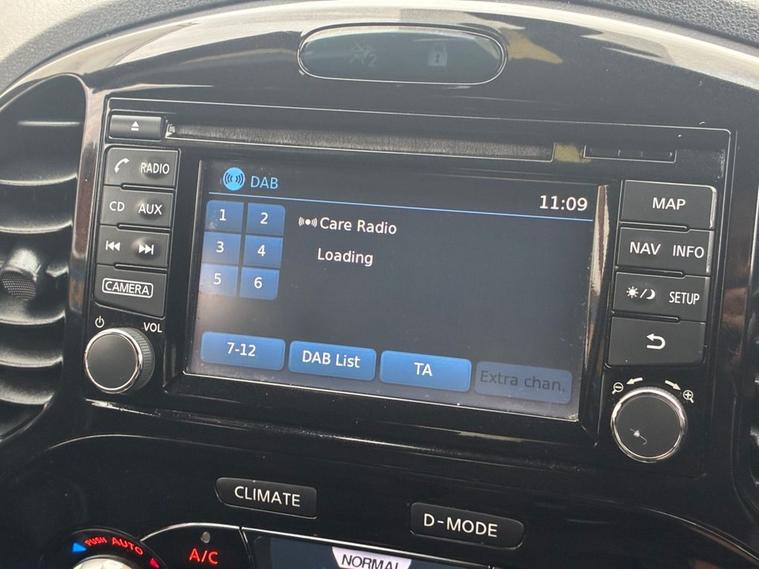 RADIO
CD AUX
CAMERA
VOL
DAB
11:09
1 2
3 4
5 6
Care Radio
Loading
7-12
DAB List
TA
Extra chan.
MAP
NAV INFO
SETUP
CLIMATE
D-MODE
PUSH AUTO
A/C
NORMAL